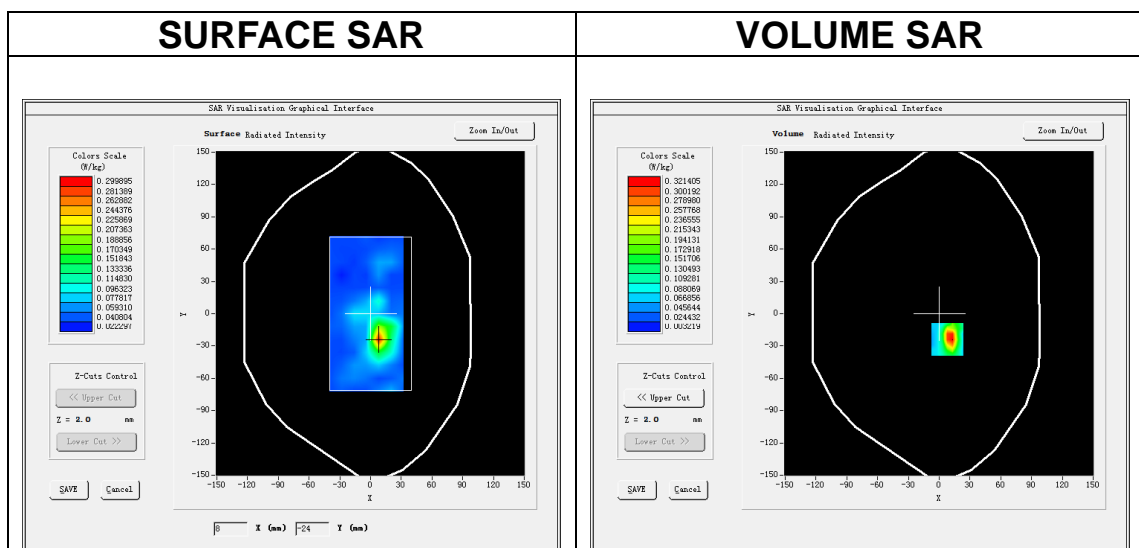 SURFACE SAR
VOLUME SAR
SAR Visualisation Graphical Interface
Surface Radiated Intensity
Zoom In/Out
Colors Scale
(W/kg)
0.299895
0.281389
0.262882
0.244376
0.225869
0.207363
0.188856
0.170349
0.151843
0.133336
0.114830
0.096323
0.077817
0.059310
0.040804
0.022297
Z-Cuts Control
<< Upper Cut
Z = 2.0 mm
Lower Cut >>
SAVE Cancel
150
120
90
60
30
0
-30
-60
-90
-120
-150
Y
-150 -120 -90 -60 -30 0 30 60 90 120 150
X
8 X (mm) -24 Y (mm)
SAR Visualisation Graphical Interface
Volume Radiated Intensity
Zoom In/Out
Colors Scale
(W/kg)
0.321405
0.300192
0.278980
0.257768
0.236555
0.215343
0.194131
0.172918
0.151706
0.130493
0.109281
0.088069
0.066856
0.045644
0.024432
0.003219
Z-Cuts Control
<< Upper Cut
Z = 2.0 mm
Lower Cut >>
SAVE Cancel
150
120
90
60
30
0
-30
-60
-90
-120
-150
Y
-150 -120 -90 -60 -30 0 30 60 90 120 150
X